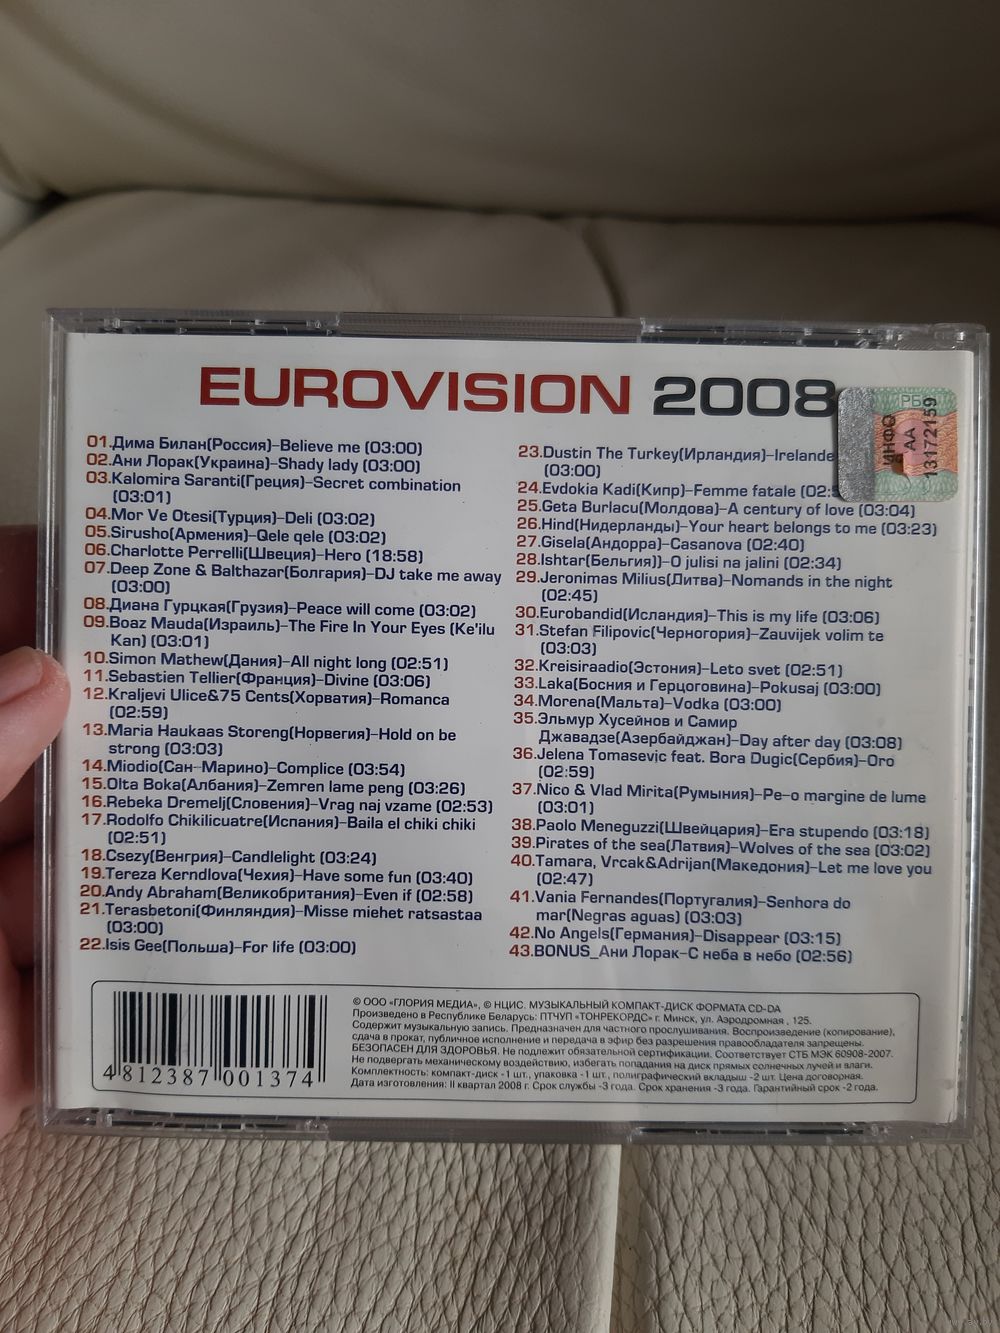 EUROVISION 2008
РБ
ИНФО
АА
13172159
01.Дима Билан(Россия)–Believe me (03:00)
02.Ани Лорак(Украина)–Shady lady (03:00)
03.Kalomira Saranti(Греция)–Secret combination
(03:01)
04.Mor Ve Otesi(Турция)–Deli (03:02)
05.Sirusho(Армения)–Qele qele (03:02)
06.Charlotte Perrelli(Швеция)–Hero (18:58)
07.Deep Zone & Balthazar(Болгария)–DJ take me away
(03:00)
08.Диана Гурцкая(Грузия)–Peace will come (03:02)
09.Boaz Mauda(Израиль)–The Fire In Your Eyes (Ke'ilu
Kan) (03:01)
10.Simon Mathew(Дания)–All night long (02:51)
11.Sebastien Tellier(Франция)–Divine (03:06)
12.Kraljevi Ulice&75 Cents(Хорватия)–Romanca
(02:59)
13.Maria Haukaas Storeng(Норвегия)–Hold on be
strong (03:03)
14.Miodio(Сан-Марино)–Complice (03:54)
15.Olta Boka(Албания)–Zemren lame peng (03:26)
16.Rebeka Dremelj(Словения)–Vrag naj vzame (02:53)
17.Rodolfo Chikilicuatre(Испания)–Baila el chiki chiki
(02:51)
18.Csezy(Венгрия)–Candlelight (03:24)
19.Tereza Kerndlova(Чехия)–Have some fun (03:40)
20.Andy Abraham(Великобритания)–Even if (02:58)
21.Terasbetoni(Финляндия)–Misse miehet ratsastaa
(03:00)
22.Isis Gee(Польша)–For life (03:00)
23.Dustin The Turkey(Ирландия)–Irelande
(03:00)
24.Evdokia Kadi(Кипр)–Femme fatale (02:
25.Geta Burlacu(Молдова)–A century of love (03:04)
26.Hind(Нидерланды)–Your heart belongs to me (03:23)
27.Gisela(Андорра)–Casanova (02:40)
28.Ishtar(Бельгия))–O julisi na jalini (02:34)
29.Jeronimas Milius(Литва)–Nomands in the night
(02:45)
30.Eurobandid(Исландия)–This is my life (03:06)
31.Stefan Filipovic(Черногория)–Zauvijek volim te
(03:03)
32.Kreisiraadio(Эстония)–Leto svet (02:51)
33.Laka(Босния и Герцоговина)–Pokusaj (03:00)
34.Morena(Мальта)–Vodka (03:00)
35.Эльмур Хусейнов и Самир
Джавадзе(Азербайджан)–Day after day (03:08)
36.Jelena Tomasevic feat. Bora Dugic(Сербия)–Oro
(02:59)
37.Nico & Vlad Mirita(Румыния)–Pe-o margine de lume
(03:01)
38.Paolo Meneguzzi(Швейцария)–Era stupendo (03:18)
39.Pirates of the sea(Латвия)–Wolves of the sea (03:02)
40.Tamara, Vrcak&Adrijan(Македония)–Let me love you
(02:47)
41.Vania Fernandes(Португалия)–Senhora do
mar(Negras aguas) (03:03)
42.No Angels(Германия)–Disappear (03:15)
43.BONUS_Ани Лорак–С неба в небо (02:56)
4 812387 001374
© ООО «ГЛОРИЯ МЕДИА», © НЦИС. МУЗЫКАЛЬНЫЙ КОМПАКТ-ДИСК ФОРМАТА CD-DA
Произведено в Республике Беларусь: ПТЧУП «ТОНРЕКОРДС» г. Минск, ул. Аэродромная , 125.
Содержит музыкальную запись. Предназначен для частного прослушивания. Воспроизведение (копирование),
сдача в прокат, публичное исполнение и передача в эфир без разрешения правообладателя запрещены.
БЕЗОПАСЕН ДЛЯ ЗДОРОВЬЯ. Не подлежит обязательной сертификации. Соответствует СТБ МЭК 60908-2007.
Не подвергать механическому воздействию, избегать попадания на диск прямых солнечных лучей и влаги.
Комплектность: компакт-диск -1 шт., упаковка -1 шт., полиграфический вкладыш -2 шт. Цена договорная.
Дата изготовления: II квартал 2008 г. Срок службы -3 года. Срок хранения -3 года. Гарантийный срок -2 года.